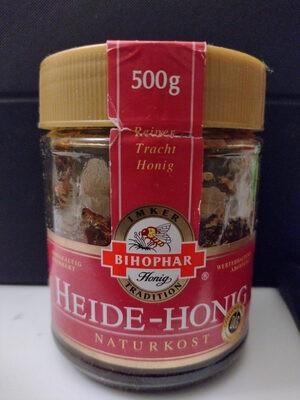 500g
Reiner
Tracht
Honig
IMKER
BIHOPHAR
Honig
®
TRADITION
HEIDE-HONIG
NATURKOST